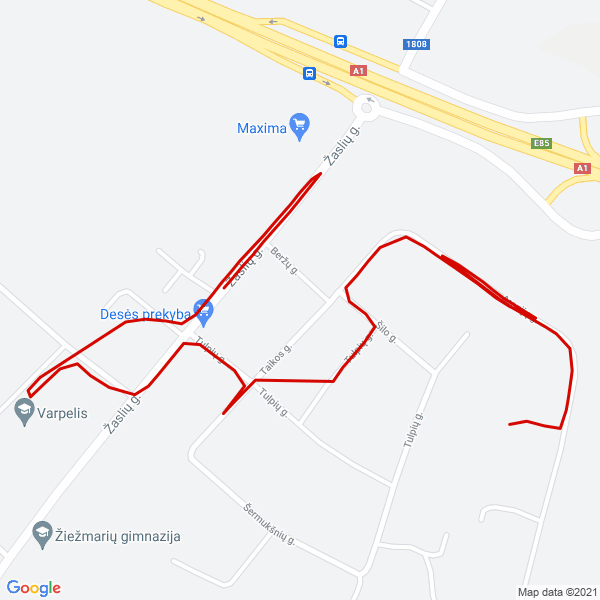 1808
A1
Maxima
Žaslių g.
E85
A1
Beržų g.
Žaslių g.
Desės prekyba
Šilo g.
Tulpių g.
Tulpių g.
Taikos g.
Tulpių g.
Varpelis
Žaslių g.
Tulpių g.
Šermukšnių g.
Žiežmarių gimnazija
Google
Map data ©2021